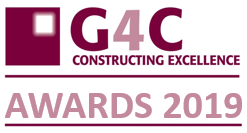 G4C
CONSTRUCTING EXCELLENCE
AWARDS 2019